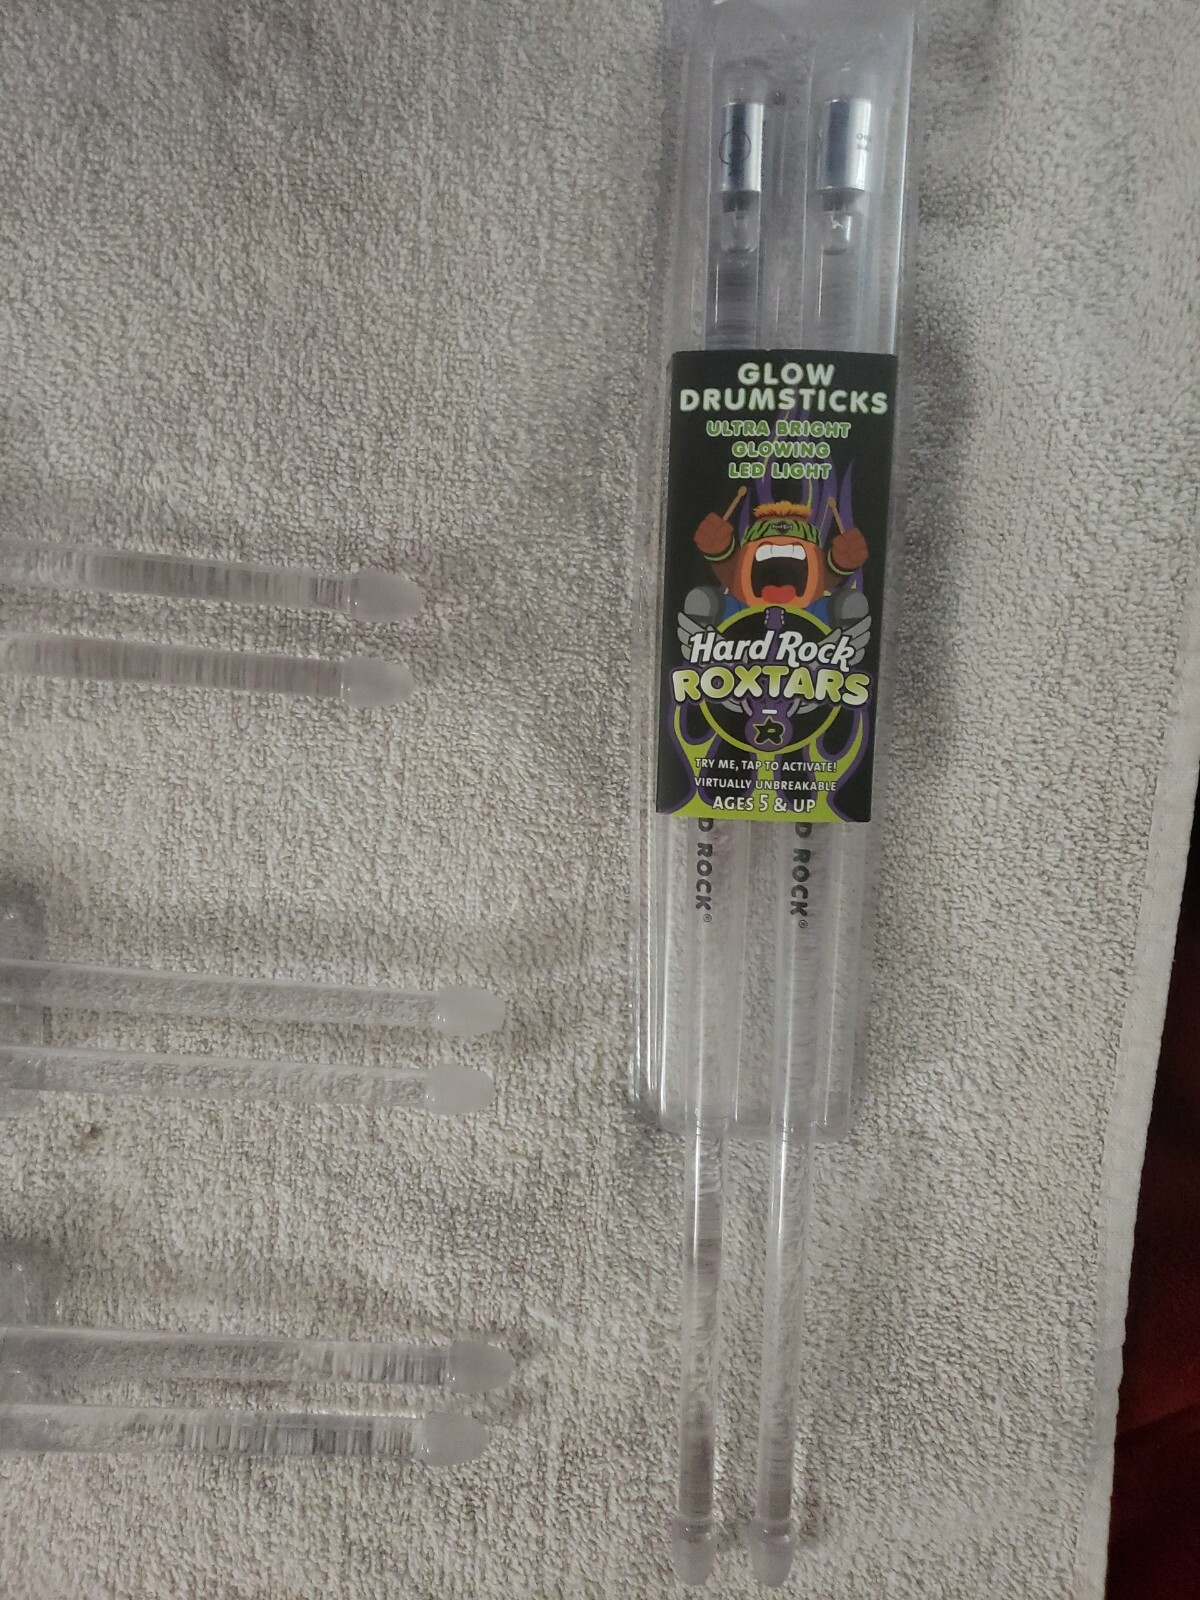 GLOW
DRUMSTICKS
ULTRA BRIGHT
GLOWING
LED LIGHT
Hard Rock
ROXTARS
R
TRY ME, TAP TO ACTIVATE!
VIRTUALLY UNBREAKABLE
AGES 5 & UP
D ROCK®
D ROCK®